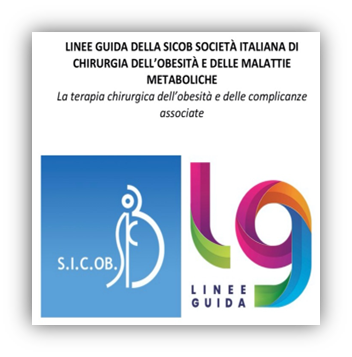 LINEE GUIDA DELLA SICOB SOCIETÀ ITALIANA DI
CHIRURGIA DELL'OBESITÀ E DELLE MALATTIE
METABOLICHE
La terapia chirurgica dell'obesità e delle complicanze
associate
S.I.C.OB.
lg
LINEE
GUIDA